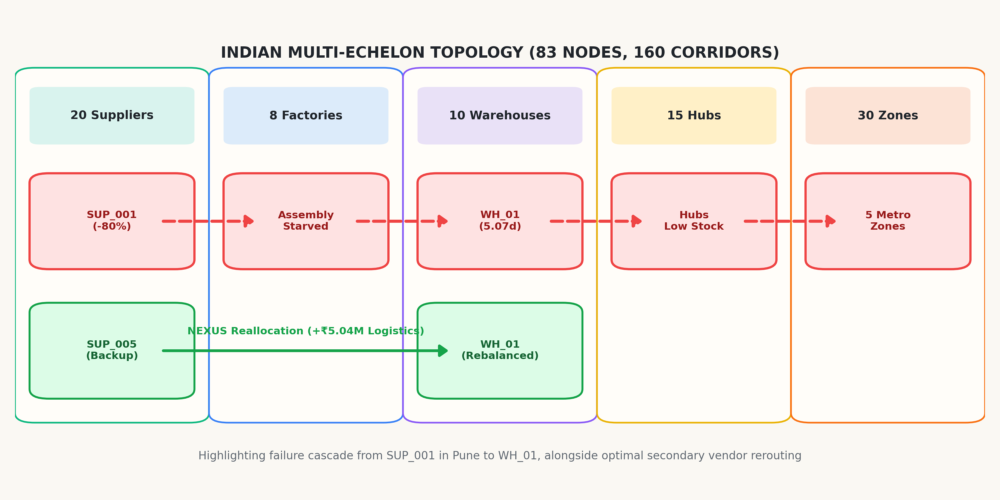 INDIAN MULTI-ECHELON TOPOLOGY (83 NODES, 160 CORRIDORS)
20 Suppliers
8 Factories
10 Warehouses
15 Hubs
30 Zones
SUP_001
(-80%)
Assembly
Starved
WH_01
(5.07d)
Hubs
Low Stock
5 Metro
Zones
NEXUS Reallocation (+₹5.04M Logistics)
SUP_005
(Backup)
WH_01
(Rebalanced)
Highlighting failure cascade from SUP_001 in Pune to WH_01, alongside optimal secondary vendor rerouting